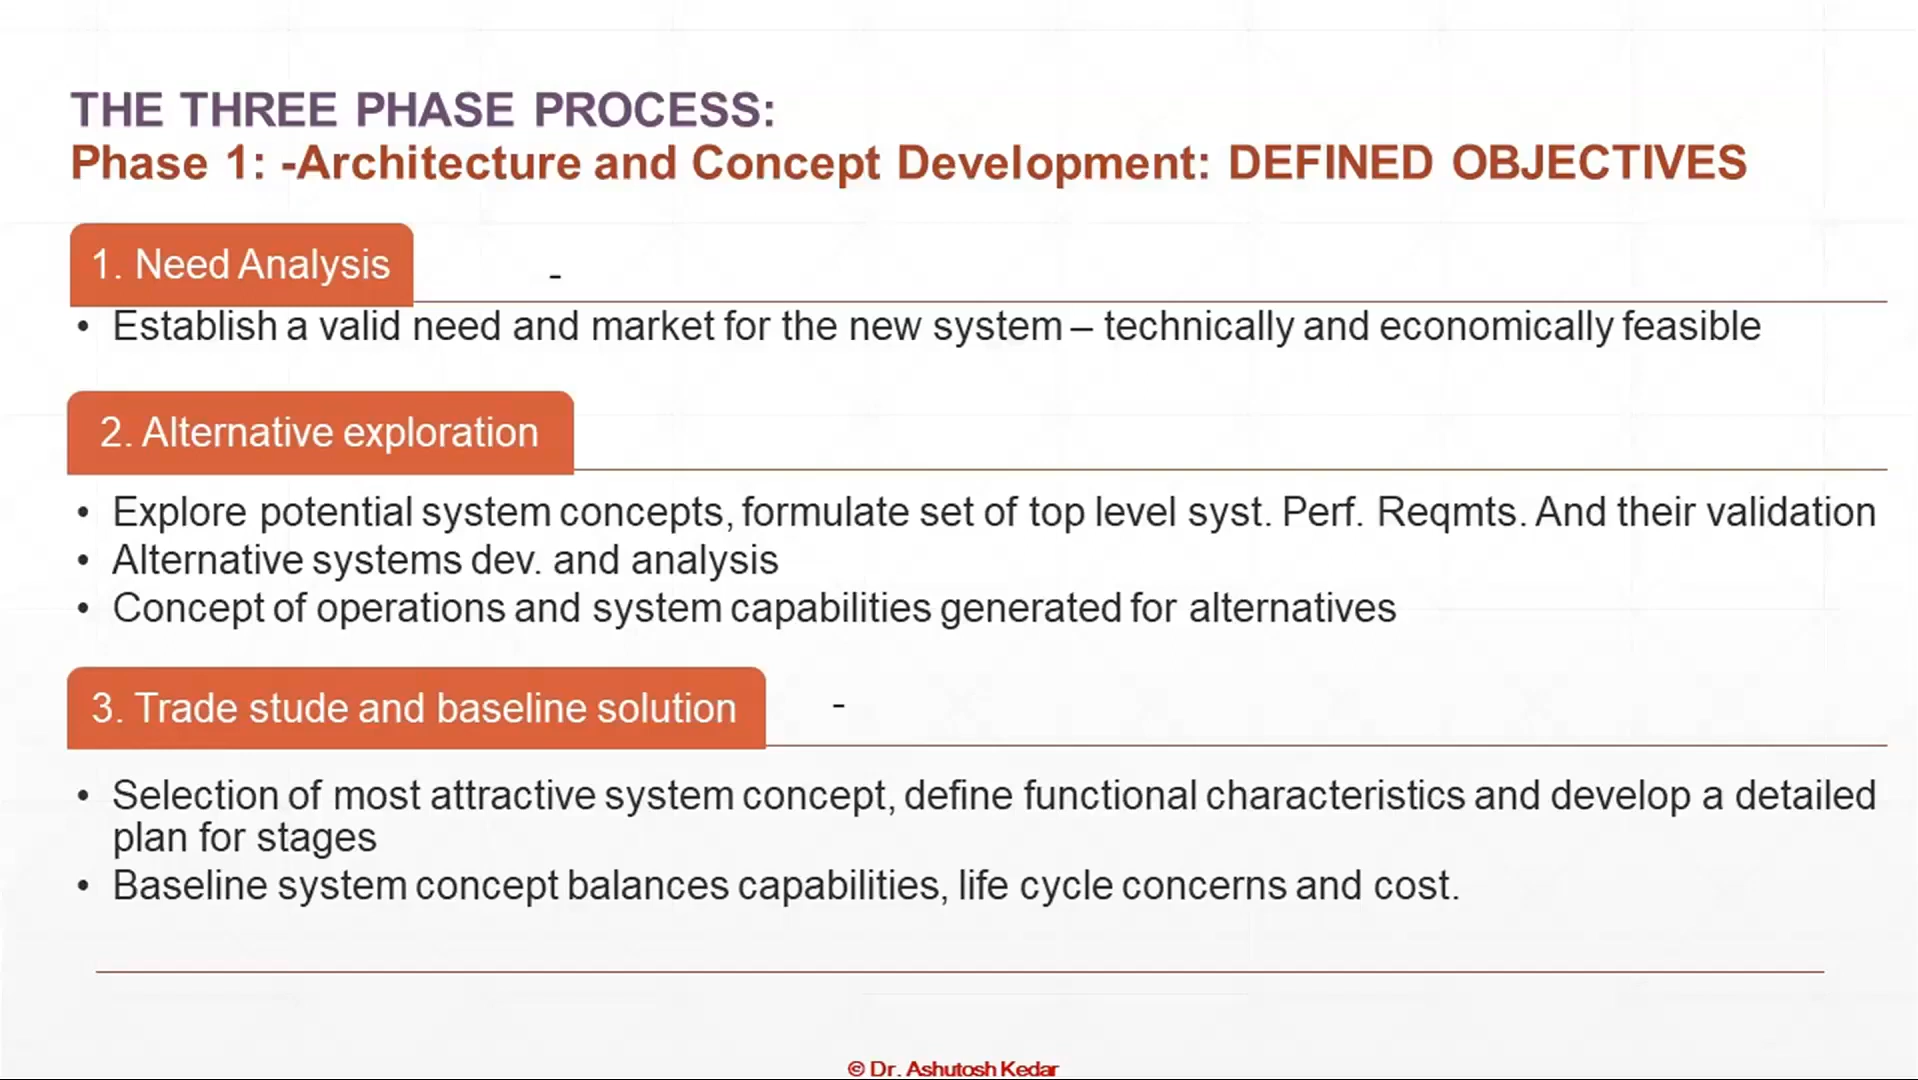 THE THREE PHASE PROCESS:
Phase 1: -Architecture and Concept Development: DEFINED OBJECTIVES
1. Need Analysis
-
• Establish a valid need and market for the new system – technically and economically feasible
2. Alternative exploration
• Explore potential system concepts, formulate set of top level syst. Perf. Reqmts. And their validation
• Alternative systems dev. and analysis
• Concept of operations and system capabilities generated for alternatives
3. Trade stude and baseline solution
-
• Selection of most attractive system concept, define functional characteristics and develop a detailed
plan for stages
• Baseline system concept balances capabilities, life cycle concerns and cost.
© Dr. Ashutosh Kedar